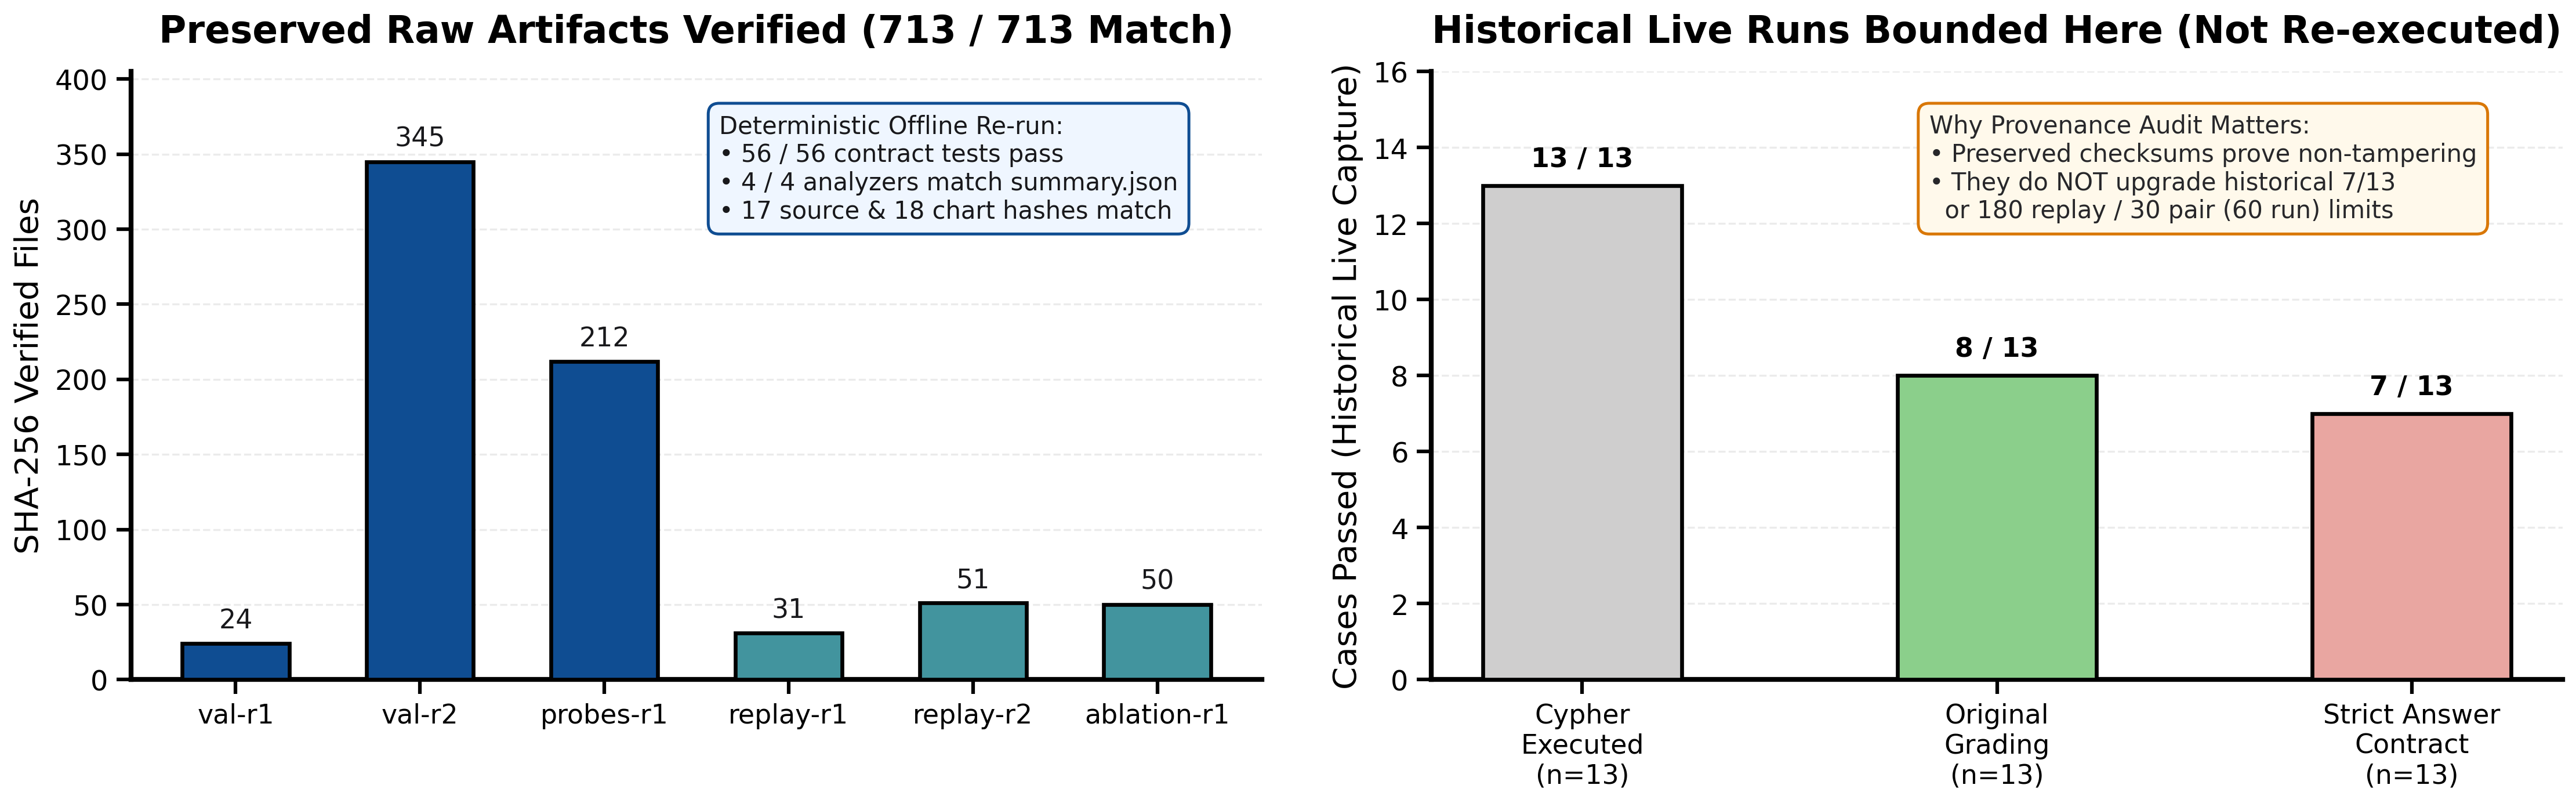 Preserved Raw Artifacts Verified (713 / 713 Match)
SHA-256 Verified Files
400
350
300
250
200
150
100
50
0
24
345
212
31
51
50
Deterministic Offline Re-run:
• 56 / 56 contract tests pass
• 4 / 4 analyzers match summary.json
• 17 source & 18 chart hashes match
val-r1
val-r2
probes-r1
replay-r1
replay-r2
ablation-r1
Historical Live Runs Bounded Here (Not Re-executed)
Cases Passed (Historical Live Capture)
16
14
12
10
8
6
4
2
0
13 / 13
8 / 13
7 / 13
Why Provenance Audit Matters:
• Preserved checksums prove non-tampering
• They do NOT upgrade historical 7/13
or 180 replay / 30 pair (60 run) limits
Cypher
Executed
(n=13)
Original
Grading
(n=13)
Strict Answer
Contract
(n=13)